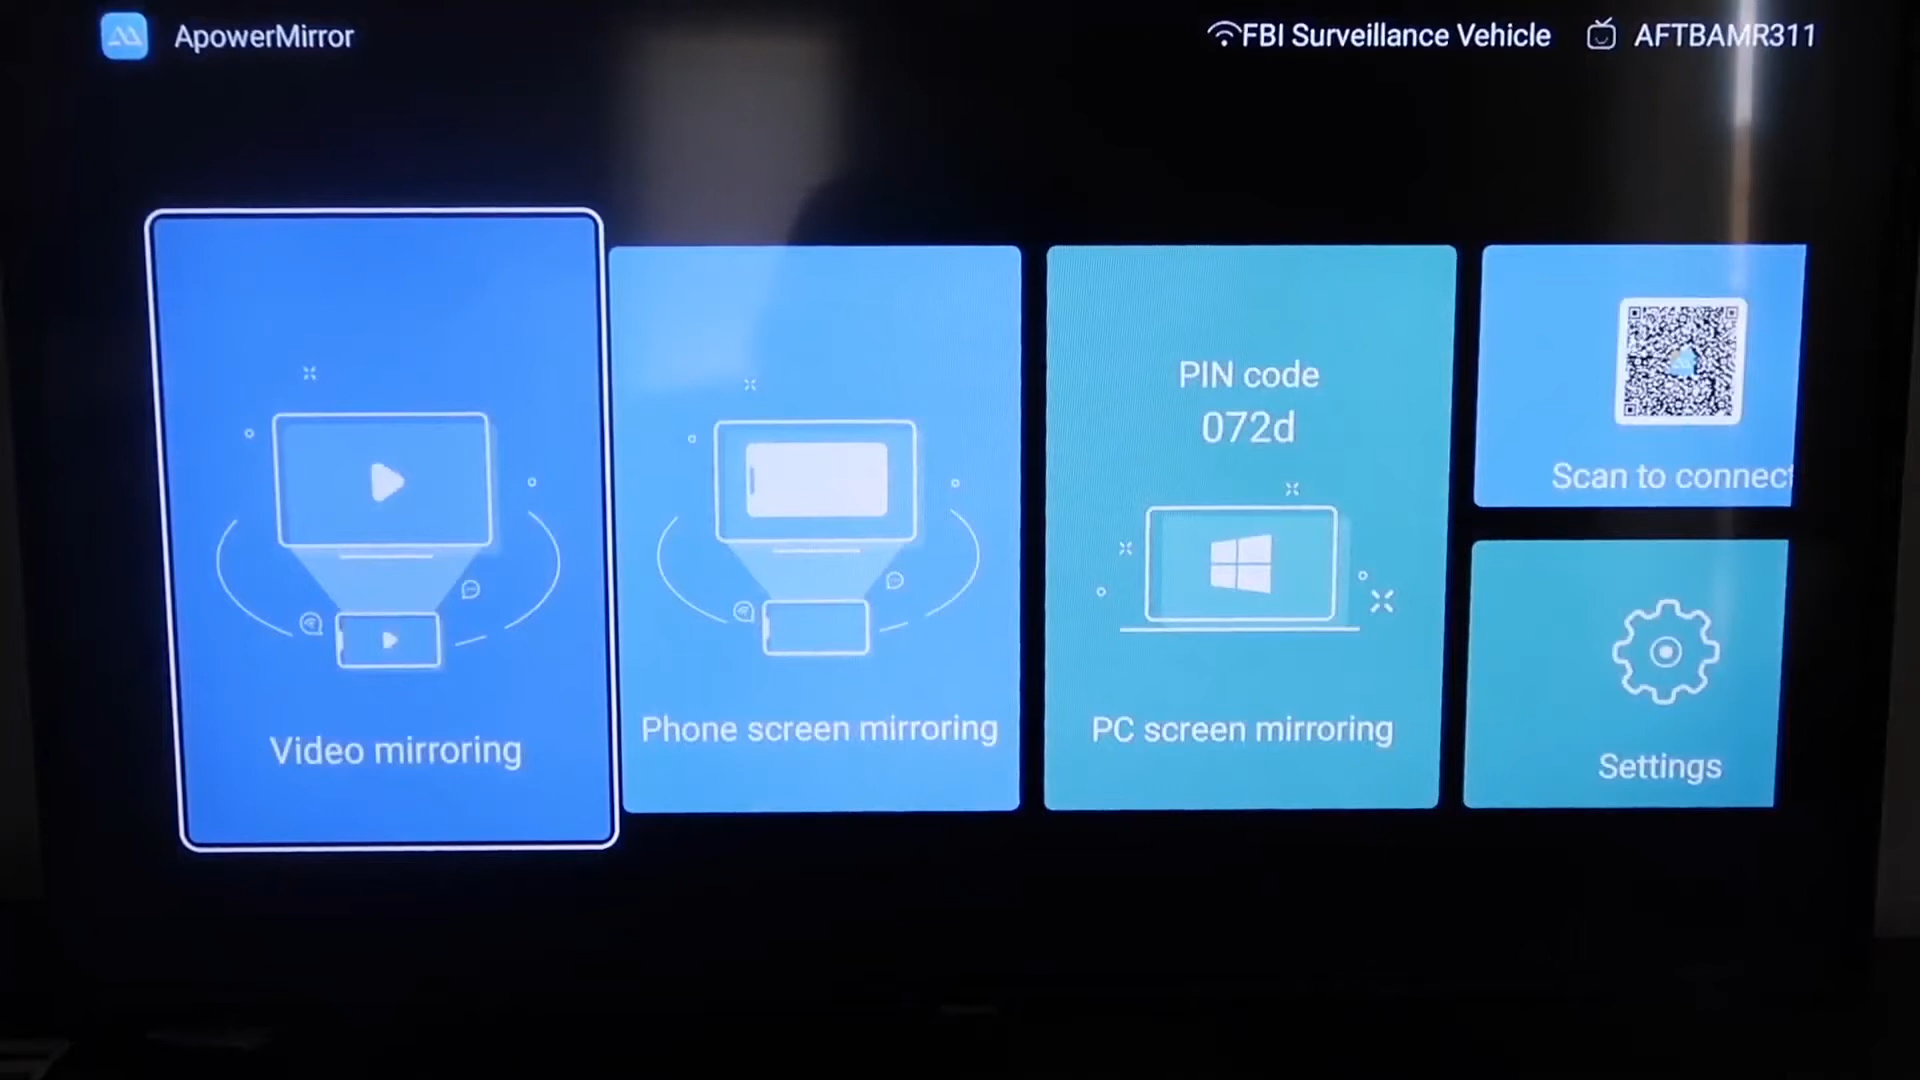 ApowerMirror
FBI Surveillance Vehicle
AFTBAMR311
Video mirroring
Phone screen mirroring
PIN code
072d
PC screen mirroring
Scan to connect
Settings